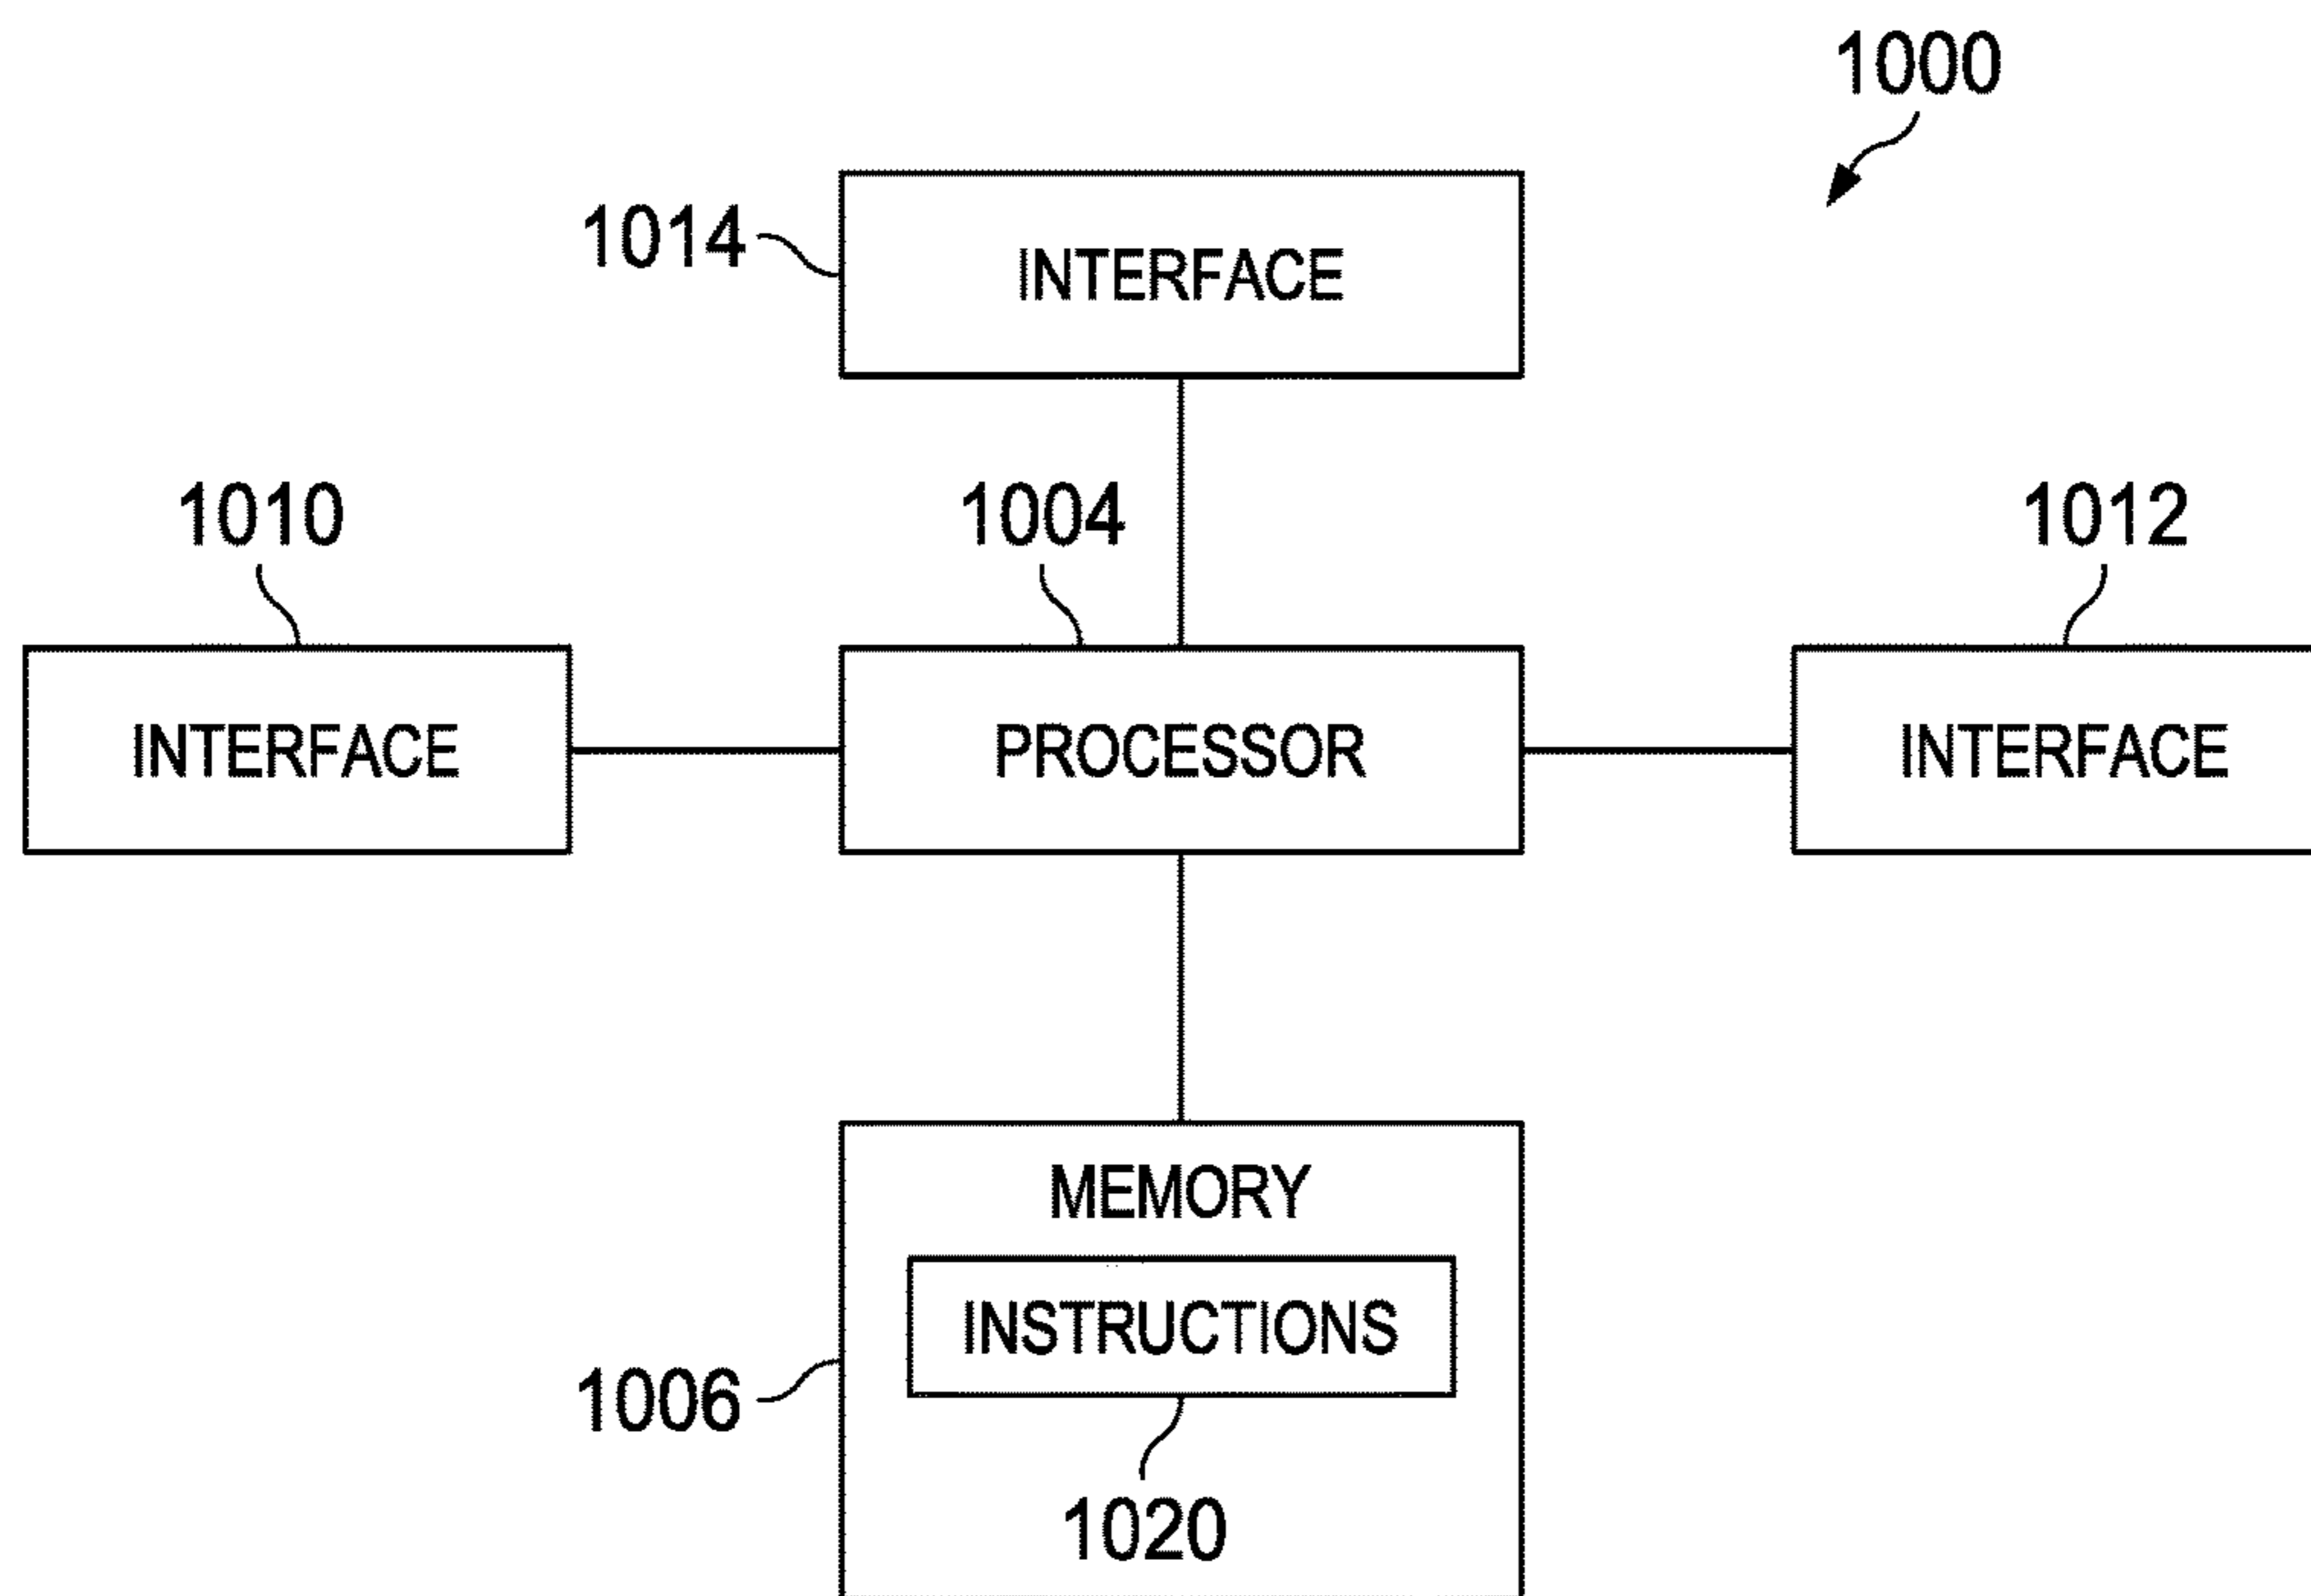 1000
1014
INTERFACE
1010
1004
1012
INTERFACE
PROCESSOR
INTERFACE
MEMORY
INSTRUCTIONS
1006
1020